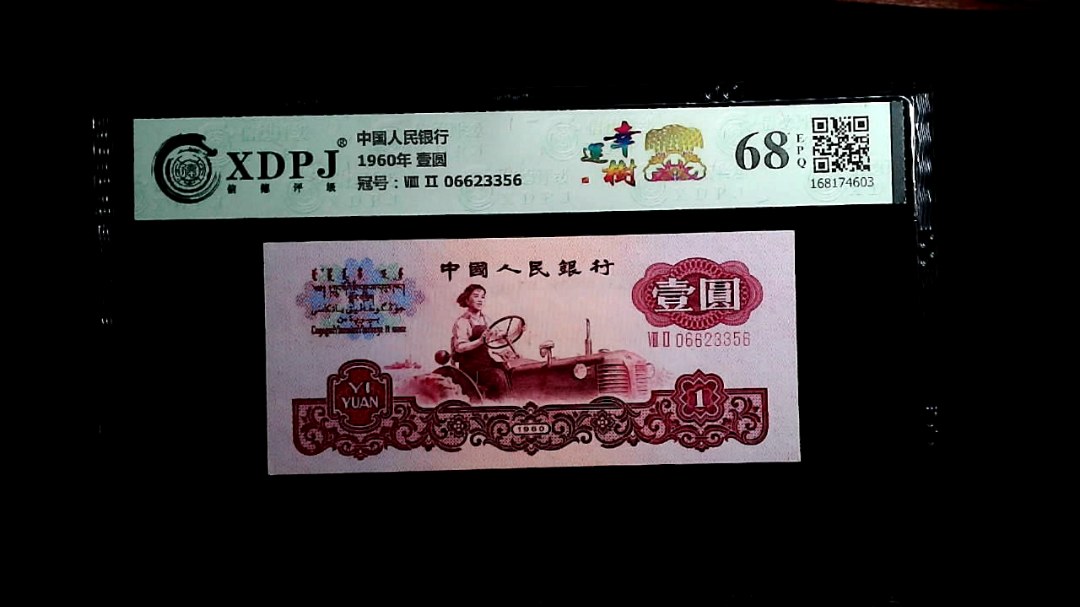 XDPJ®
信德评级
中国人民银行
1960年 壹圆
冠号：Ⅷ Ⅱ 06623356
幸運樹
68
EPQ
168174603
中國人民銀行
壹圓
Ⅷ Ⅱ 06623356
YI
YUAN
1
1960